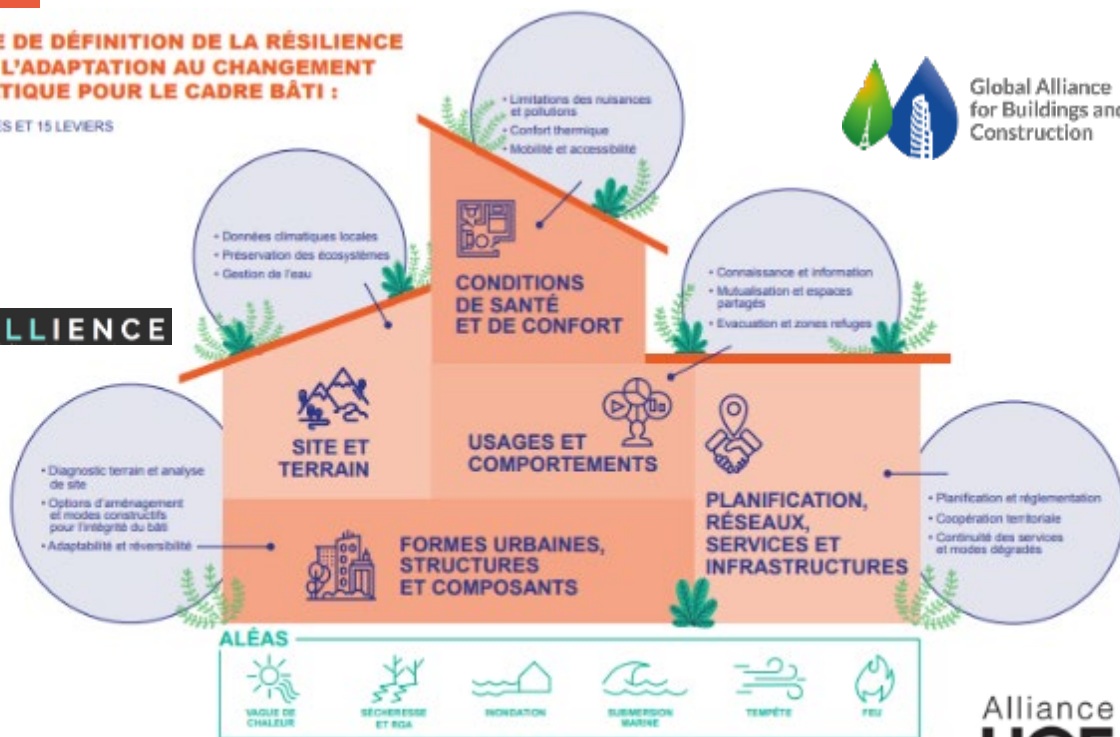 E DE DÉFINITION DE LA RÉSILIENCE
L'ADAPTATION AU CHANGEMENT
TIQUE POUR LE CADRE BÂTI :
ES ET 15 LEVIERS
• Limitations des nuisances
et pollutions
• Confort thermique
• Mobilité et accessibilité
Global Alliance
for Buildings and
Construction
• Données climatiques locales
• Préservation des écosystèmes
• Gestion de l'eau
CONDITIONS
DE SANTÉ
ET DE CONFORT
• Connaissance et information
• Mutualisation et espaces
partagés
• Evacuation et zones refuges
LLIENCE
SITE ET
TERRAIN
USAGES ET
COMPORTEMENTS
• Diagnostic terrain et analyse
de site
• Options d'aménagement
et modes constructifs
pour l'intégrité du bâti
• Adaptabilité et réversibilité
PLANIFICATION,
RÉSEAUX,
SERVICES ET
INFRASTRUCTURES
• Planification et réglementation
• Coopération territoriale
• Continuité des services
et modes dégradés
FORMES URBAINES,
STRUCTURES
ET COMPOSANTS
ALÉAS
VAGUE DE
CHALEUR
SÉCHERESSE
ET RGA
INONDATION
SUBMERSION
MARINE
TEMPÊTE
FEU
Alliance
HQE